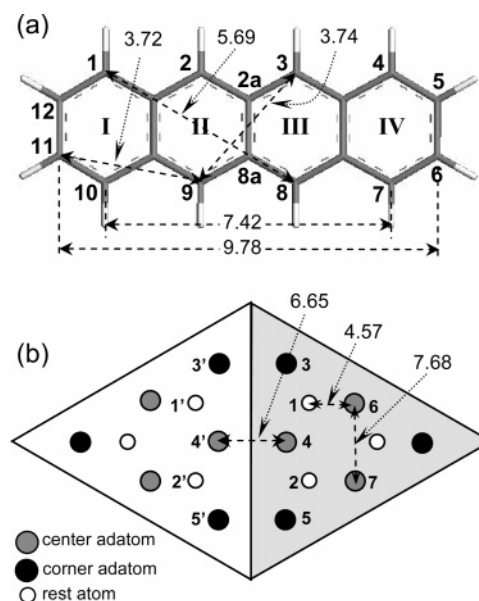 (a)
3.72
5.69
3.74
1 2 3 4
2a
12 5
I II III IV
11 6
8a
10 9 8 7
7.42
9.78
(b)
6.65
4.57
7.68
3' 3
1' 1 6
4' 4
2' 2 7
5' 5
center adatom
corner adatom
rest atom